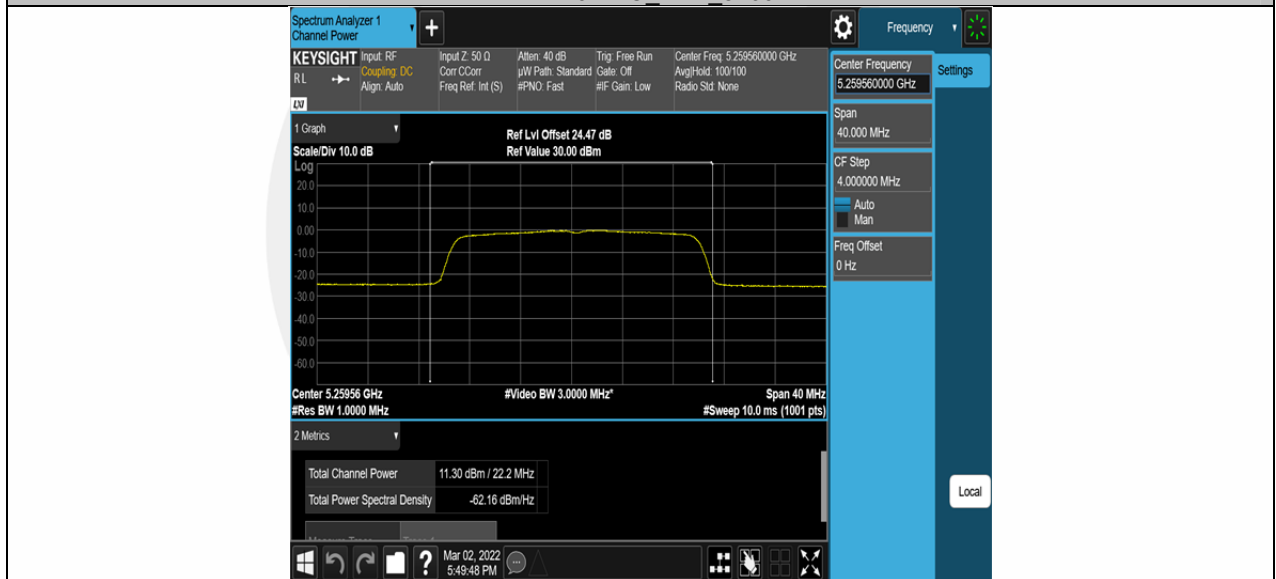 Spectrum Analyzer 1
Channel Power
+
Frequency
KEYSIGHT
RL
LXI
Input: RF
Coupling: DC
Align: Auto
Input Z: 50 Ω
Corr CCorr
Freq Ref: Int (S)
Atten: 40 dB
µW Path: Standard
#PNO: Fast
Trig: Free Run
Gate: Off
#IF Gain: Low
Center Freq: 5.259560000 GHz
Avg|Hold: 100/100
Radio Std: None
Center Frequency
5.259560000 GHz
Settings
Span
40.000 MHz
CF Step
4.000000 MHz
Auto
Man
Freq Offset
0 Hz
Local
1 Graph
Scale/Div 10.0 dB
Ref Lvl Offset 24.47 dB
Ref Value 30.00 dBm
Log
20.0
10.0
0.00
-10.0
-20.0
-30.0
-40.0
-50.0
-60.0
Center 5.25956 GHz
#Res BW 1.0000 MHz
#Video BW 3.0000 MHz*
Span 40 MHz
#Sweep 10.0 ms (1001 pts)
2 Metrics
Total Channel Power 11.30 dBm / 22.2 MHz
Total Power Spectral Density -62.16 dBm/Hz
?
Mar 02, 2022
5:49:48 PM